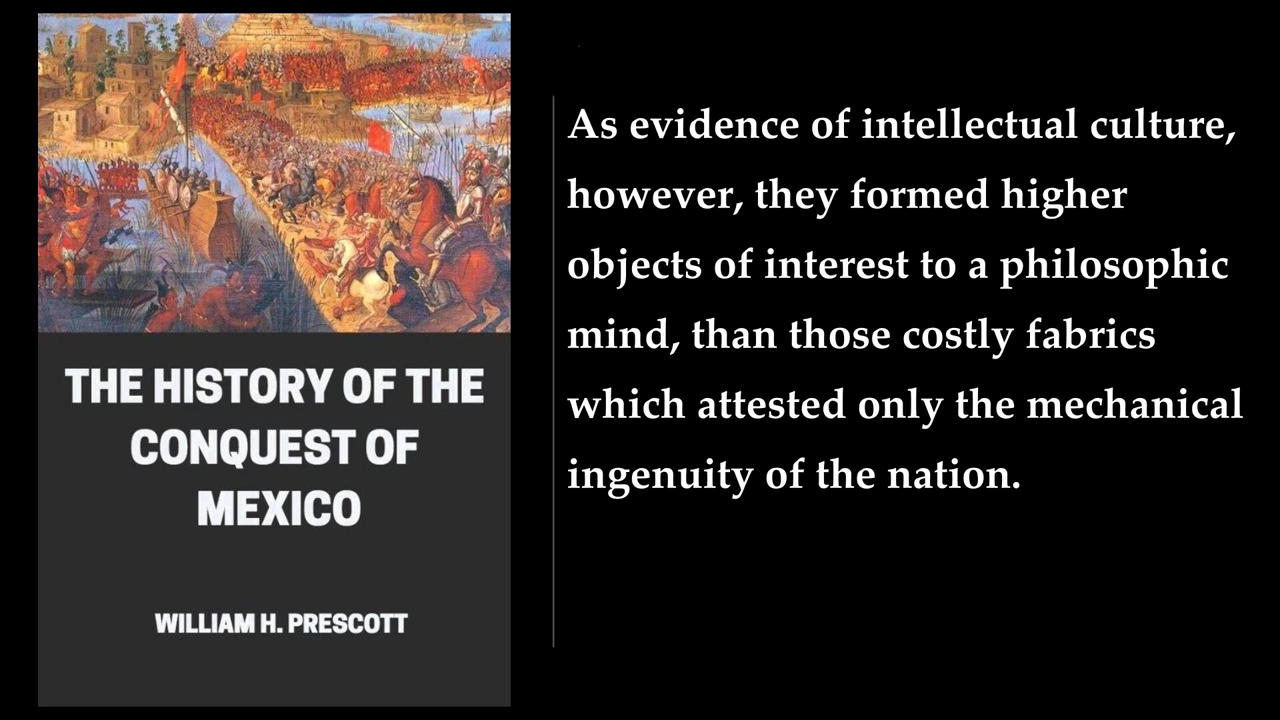 THE HISTORY OF THE
CONQUEST OF
MEXICO
WILLIAM H. PRESCOTT
As evidence of intellectual culture,
however, they formed higher
objects of interest to a philosophic
mind, than those costly fabrics
which attested only the mechanical
ingenuity of the nation.